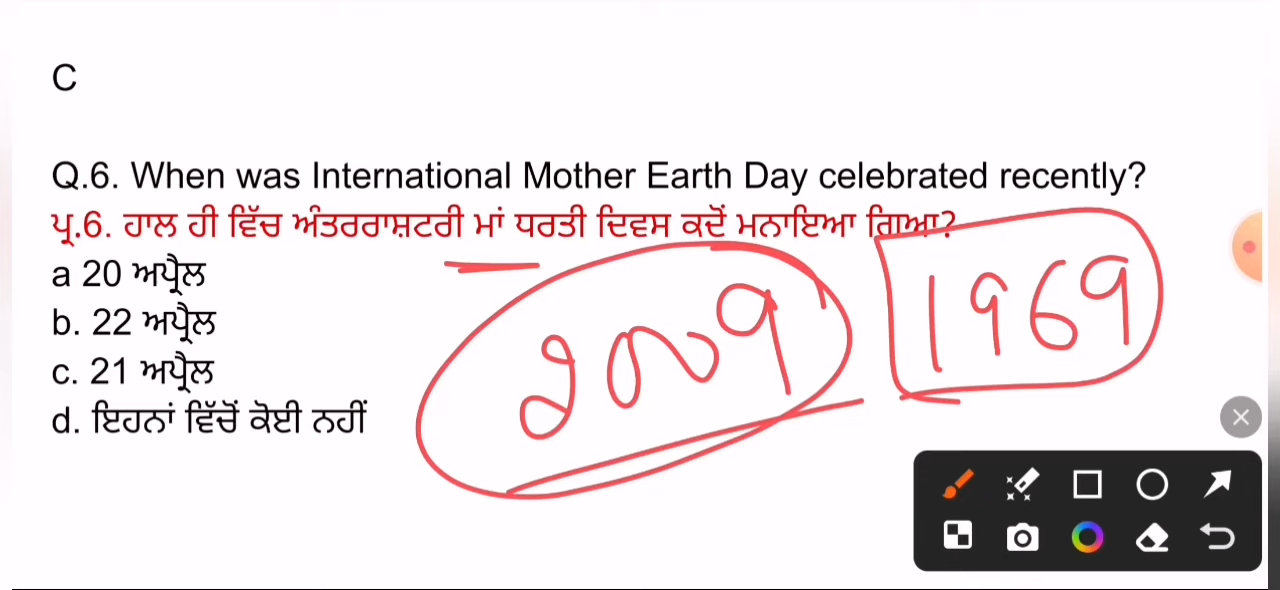 C
Q.6. When was International Mother Earth Day celebrated recently?
ਪ੍ਰ.6. ਹਾਲ ਹੀ ਵਿੱਚ ਅੰਤਰਰਾਸ਼ਟਰੀ ਮਾਂ ਧਰਤੀ ਦਿਵਸ ਕਦੋਂ ਮਨਾਇਆ ਗਿਆ?
a 20 ਅਪ੍ਰੈਲ
b. 22 ਅਪ੍ਰੈਲ
c. 21 ਅਪ੍ਰੈਲ
d. ਇਹਨਾਂ ਵਿੱਚੋਂ ਕੋਈ ਨਹੀਂ
2009
1969